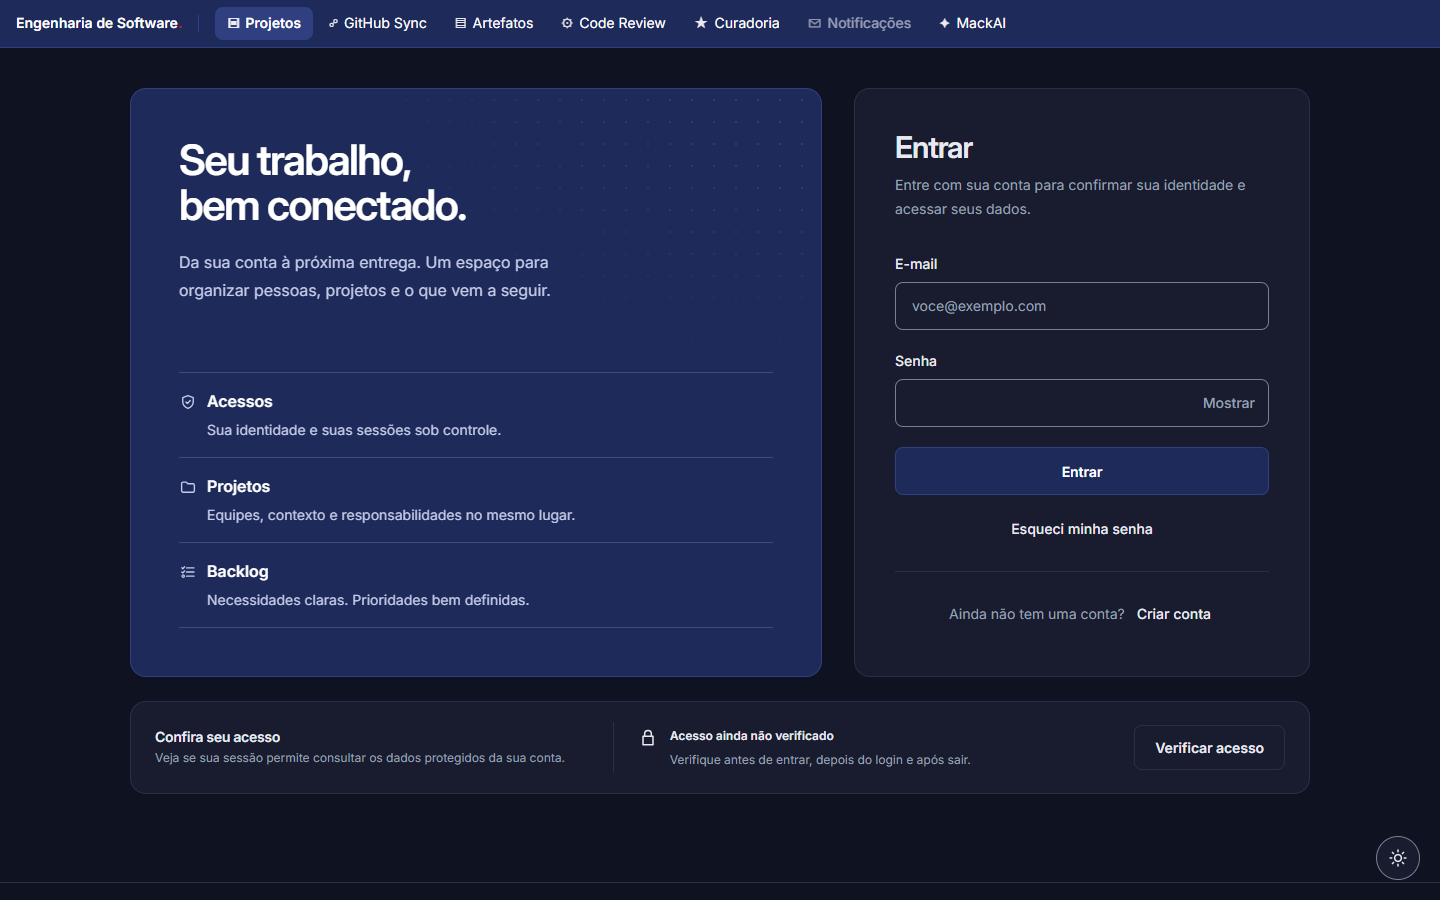 Engenharia de Software
Projetos
GitHub Sync
Artefatos
Code Review
Curadoria
Notificações
MackAI
Seu trabalho,
bem conectado.
Da sua conta à próxima entrega. Um espaço para
organizar pessoas, projetos e o que vem a seguir.
Acessos
Sua identidade e suas sessões sob controle.
Projetos
Equipes, contexto e responsabilidades no mesmo lugar.
Backlog
Necessidades claras. Prioridades bem definidas.
Entrar
Entre com sua conta para confirmar sua identidade e
acessar seus dados.
E-mail
voce@exemplo.com
Senha
Mostrar
Entrar
Esqueci minha senha
Ainda não tem uma conta? Criar conta
Confira seu acesso
Veja se sua sessão permite consultar os dados protegidos da sua conta.
Acesso ainda não verificado
Verifique antes de entrar, depois do login e após sair.
Verificar acesso